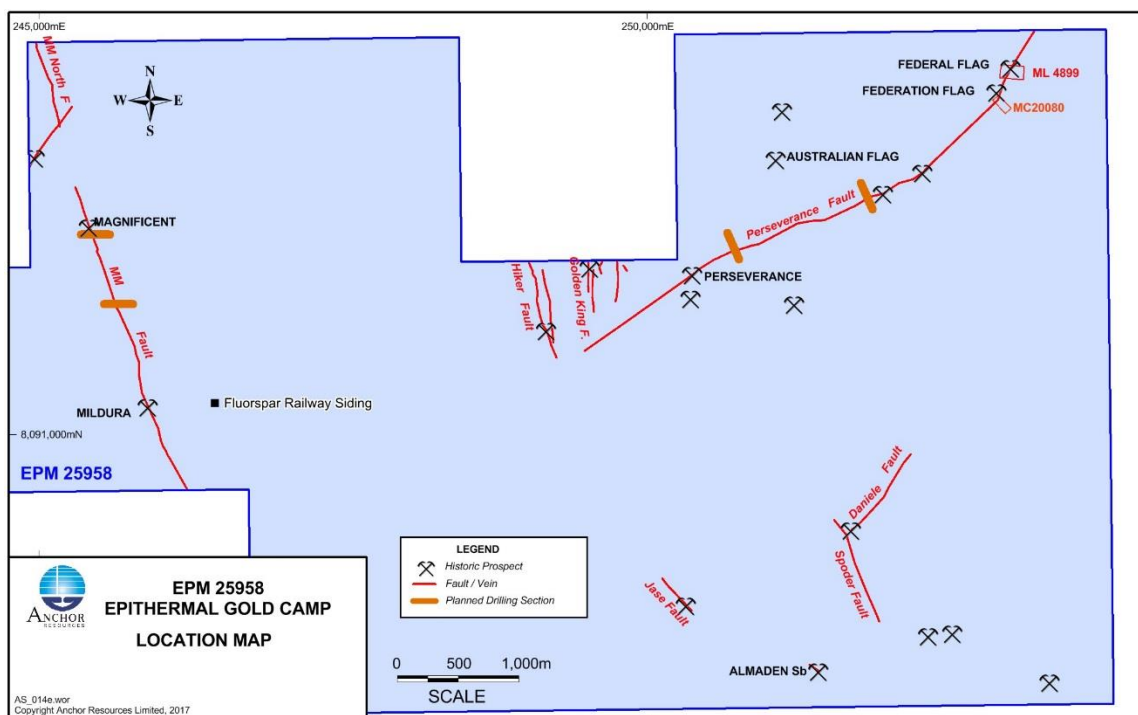 245,000mE
250,000mE
MM North F
N
W E
S
FEDERAL FLAG
ML 4899
FEDERATION FLAG
MC20080
AUSTRALIAN FLAG
MAGNIFICENT
Perseverance Fault
PERSEVERANCE
MM Fault
Hiker Fault
Golden King F.
MILDURA
Fluorspar Railway Siding
8,091,000mN
EPM 25958
Daniele Fault
Spoder Fault
Jase Fault
ALMADEN Sb
LEGEND
Historic Prospect
Fault / Vein
Planned Drilling Section
0 500 1,000m
SCALE
ANCHOR
RESOURCES
EPM 25958
EPITHERMAL GOLD CAMP
LOCATION MAP
AS_014e.wor
Copyright Anchor Resources Limited, 2017